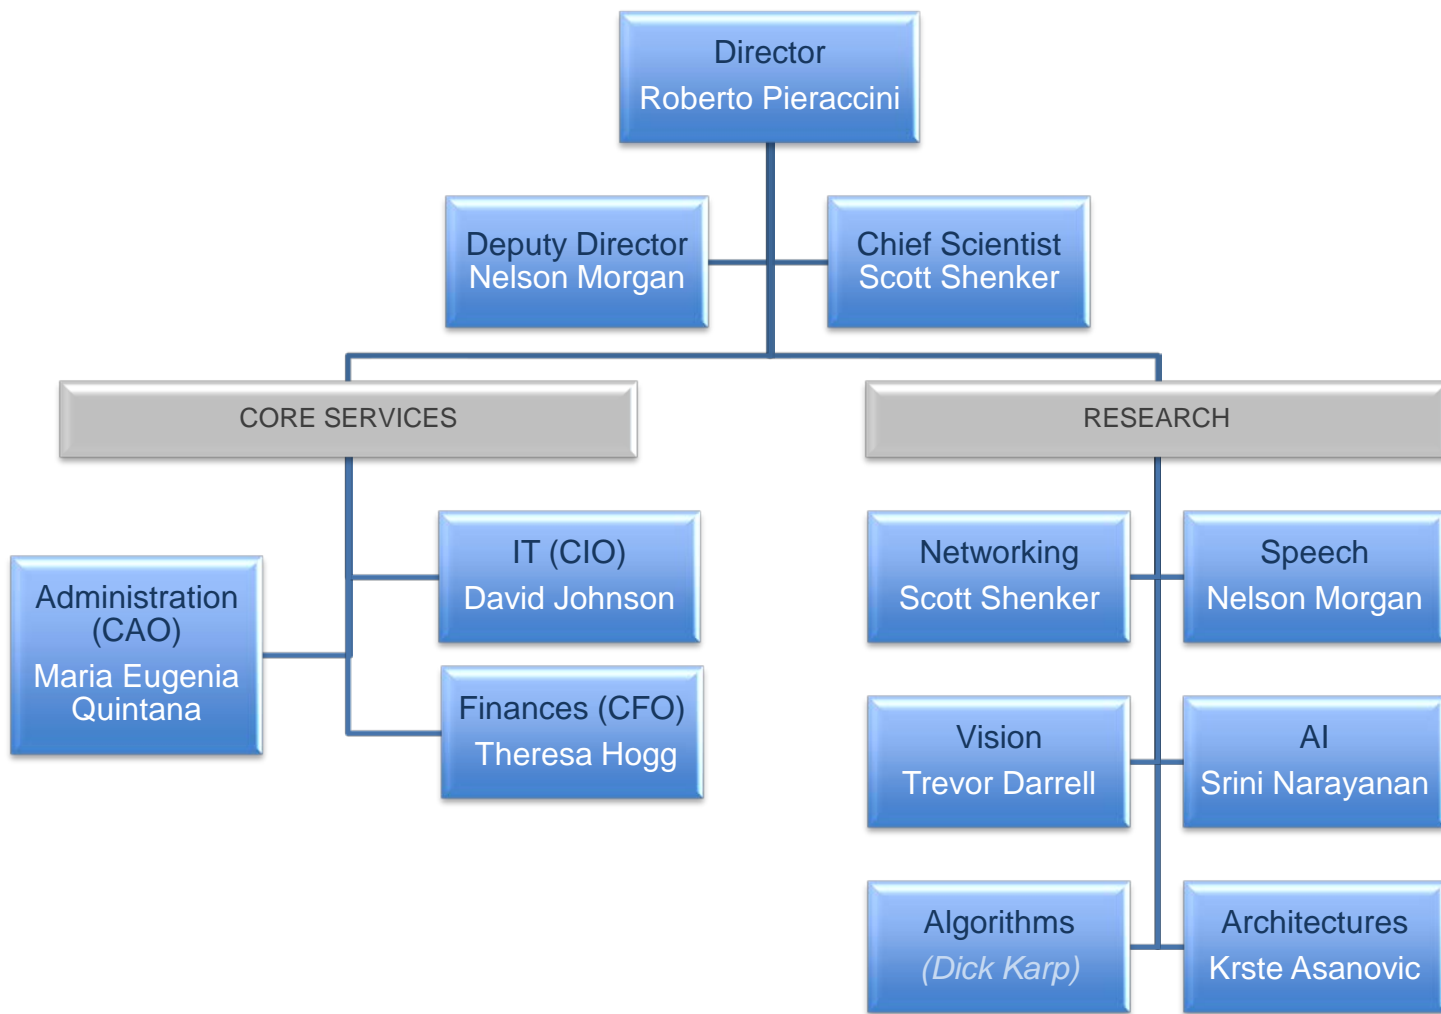 Director
Roberto Pieraccini
Deputy Director
Nelson Morgan
Chief Scientist
Scott Shenker
CORE SERVICES
RESEARCH
Administration
(CAO)
Maria Eugenia
Quintana
IT (CIO)
David Johnson
Finances (CFO)
Theresa Hogg
Networking
Scott Shenker
Speech
Nelson Morgan
Vision
Trevor Darrell
AI
Srini Narayanan
Algorithms
(Dick Karp)
Architectures
Krste Asanovic